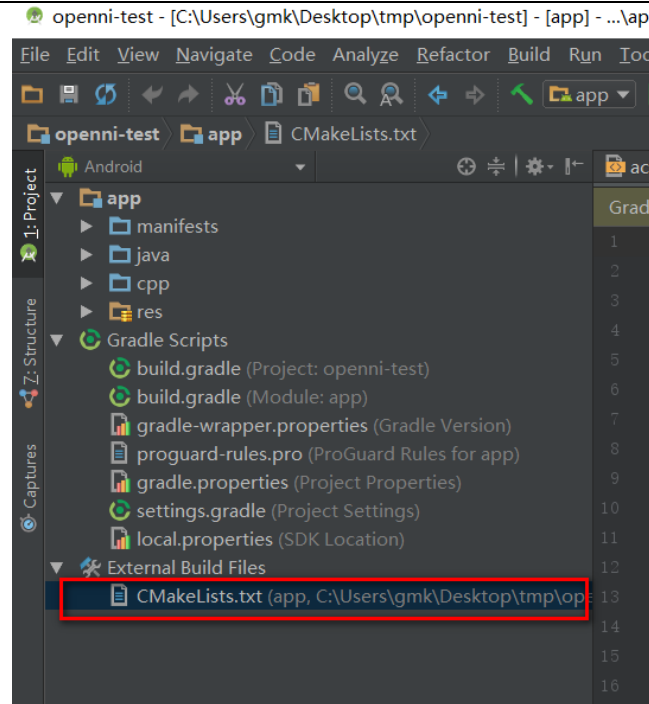 openni-test - [C:\Users\gmk\Desktop\tmp\openni-test] - [app] - ...\ap
File Edit View Navigate Code Analyze Refactor Build Run Too
app
openni-test app CMakeLists.txt
Android
ac
1: Project
app
Grad
manifests
1
java
2
cpp
3
res
4
Z: Structure
Gradle Scripts
5
build.gradle (Project: openni-test)
6
build.gradle (Module: app)
7
gradle-wrapper.properties (Gradle Version)
8
Captures
proguard-rules.pro (ProGuard Rules for app)
9
gradle.properties (Project Properties)
10
settings.gradle (Project Settings)
11
local.properties (SDK Location)
12
External Build Files
13
CMakeLists.txt (app, C:\Users\gmk\Desktop\tmp\ope
14
15
16